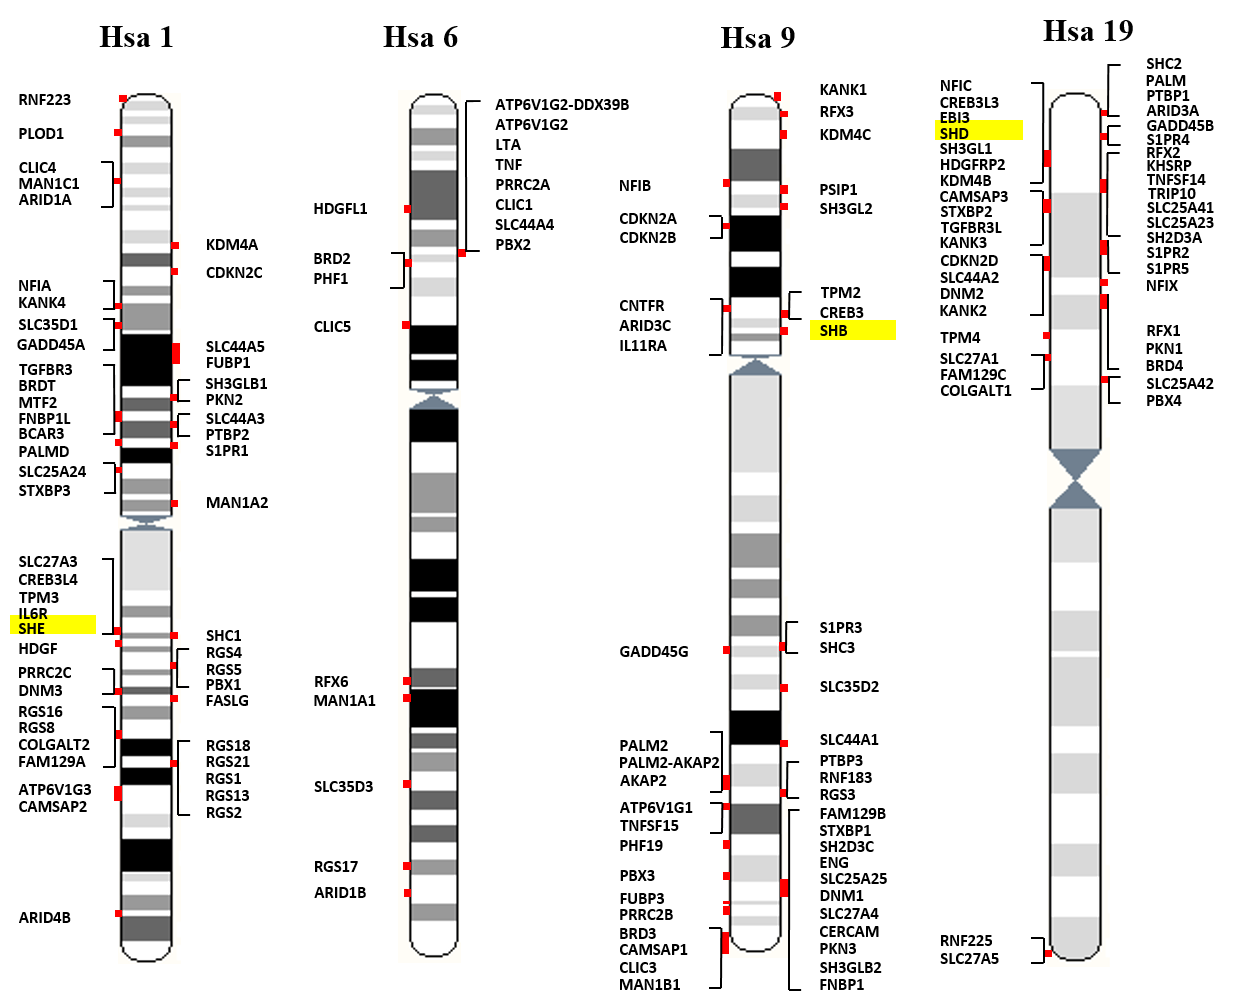 Hsa 1
RNF223
PLOD1
CLIC4
MAN1C1
ARID1A
NFIA
KANK4
SLC35D1
GADD45A
TGFBR3
BRDT
MTF2
FNBP1L
BCAR3
PALMD
SLC25A24
STXBP3
SLC27A3
CREB3L4
TPM3
IL6R
SHE
HDGF
PRRC2C
DNM3
RGS16
RGS8
COLGALT2
FAM129A
ATP6V1G3
CAMSAP2
ARID4B
KDM4A
CDKN2C
SLC44A5
FUBP1
SH3GLB1
PKN2
SLC44A3
PTBP2
S1PR1
MAN1A2
SHC1
RGS4
RGS5
PBX1
FASLG
RGS18
RGS21
RGS1
RGS13
RGS2
Hsa 6
HDGFL1
BRD2
PHF1
CLIC5
RFX6
MAN1A1
SLC35D3
RGS17
ARID1B
ATP6V1G2-DDX39B
ATP6V1G2
LTA
TNF
PRRC2A
CLIC1
SLC44A4
PBX2
Hsa 9
NFIB
CDKN2A
CDKN2B
CNTFR
ARID3C
IL11RA
GADD45G
PALM2
PALM2-AKAP2
AKAP2
ATP6V1G1
TNFSF15
PHF19
PBX3
FUBP3
PRRC2B
BRD3
CAMSAP1
CLIC3
MAN1B1
KANK1
RFX3
KDM4C
PSIP1
SH3GL2
TPM2
CREB3
SHB
S1PR3
SHC3
SLC35D2
SLC44A1
PTBP3
RNF183
RGS3
FAM129B
STXBP1
SH2D3C
ENG
SLC25A25
DNM1
SLC27A4
CERCAM
PKN3
SH3GLB2
FNBP1
Hsa 19
NFIC
CREB3L3
EBI3
SHD
SH3GL1
HDGFRP2
KDM4B
CAMSAP3
STXBP2
TGFBR3L
KANK3
CDKN2D
SLC44A2
DNM2
KANK2
TPM4
SLC27A1
FAM129C
COLGALT1
RNF225
SLC27A5
SHC2
PALM
PTBP1
ARID3A
GADD45B
S1PR4
RFX2
KHSRP
TNFSF14
TRIP10
SLC25A41
SLC25A23
SH2D3A
S1PR2
S1PR5
NFIX
RFX1
PKN1
BRD4
SLC25A42
PBX4